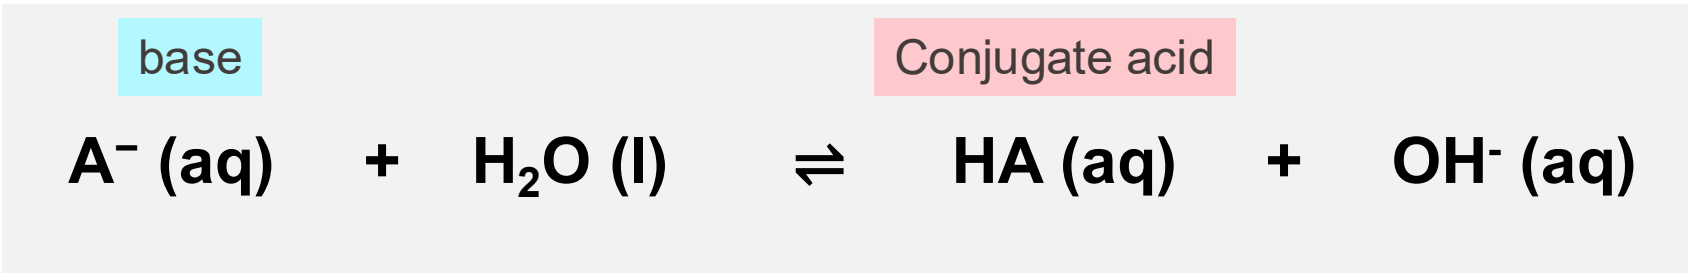 base Conjugate acid
A⁻ (aq) + H₂O (l) ⇌ HA (aq) + OH⁻ (aq)